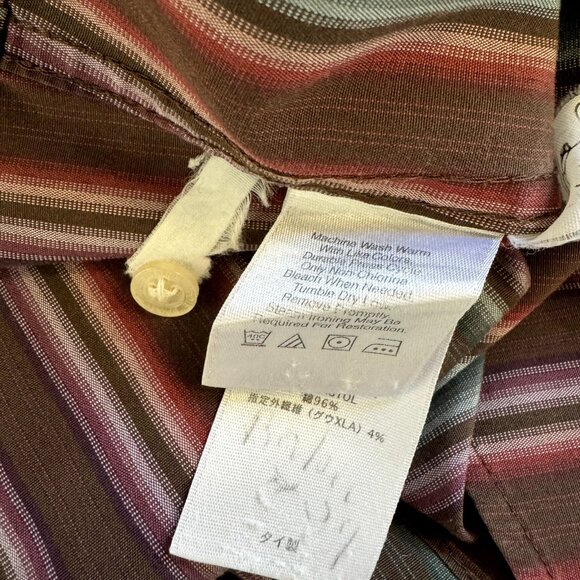 Machine Wash Warm
With Like Colors
Durable Press Cycle
Only Non-Chlorine
Bleach When Needed
Tumble Dry Low
Remove Promptly
Steam Ironing May Be
Required For Restoration.
綿96%
指定外繊維（グウXLA）4%
タイ製